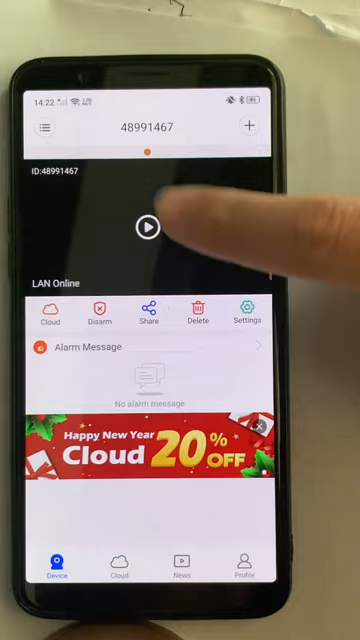 14:22
48991467
ID:48991467
LAN Online
Cloud
Disarm
Share
Delete
Settings
Alarm Message
No alarm message
Happy New Year
Cloud 20% OFF
Device
Cloud
News
Profile